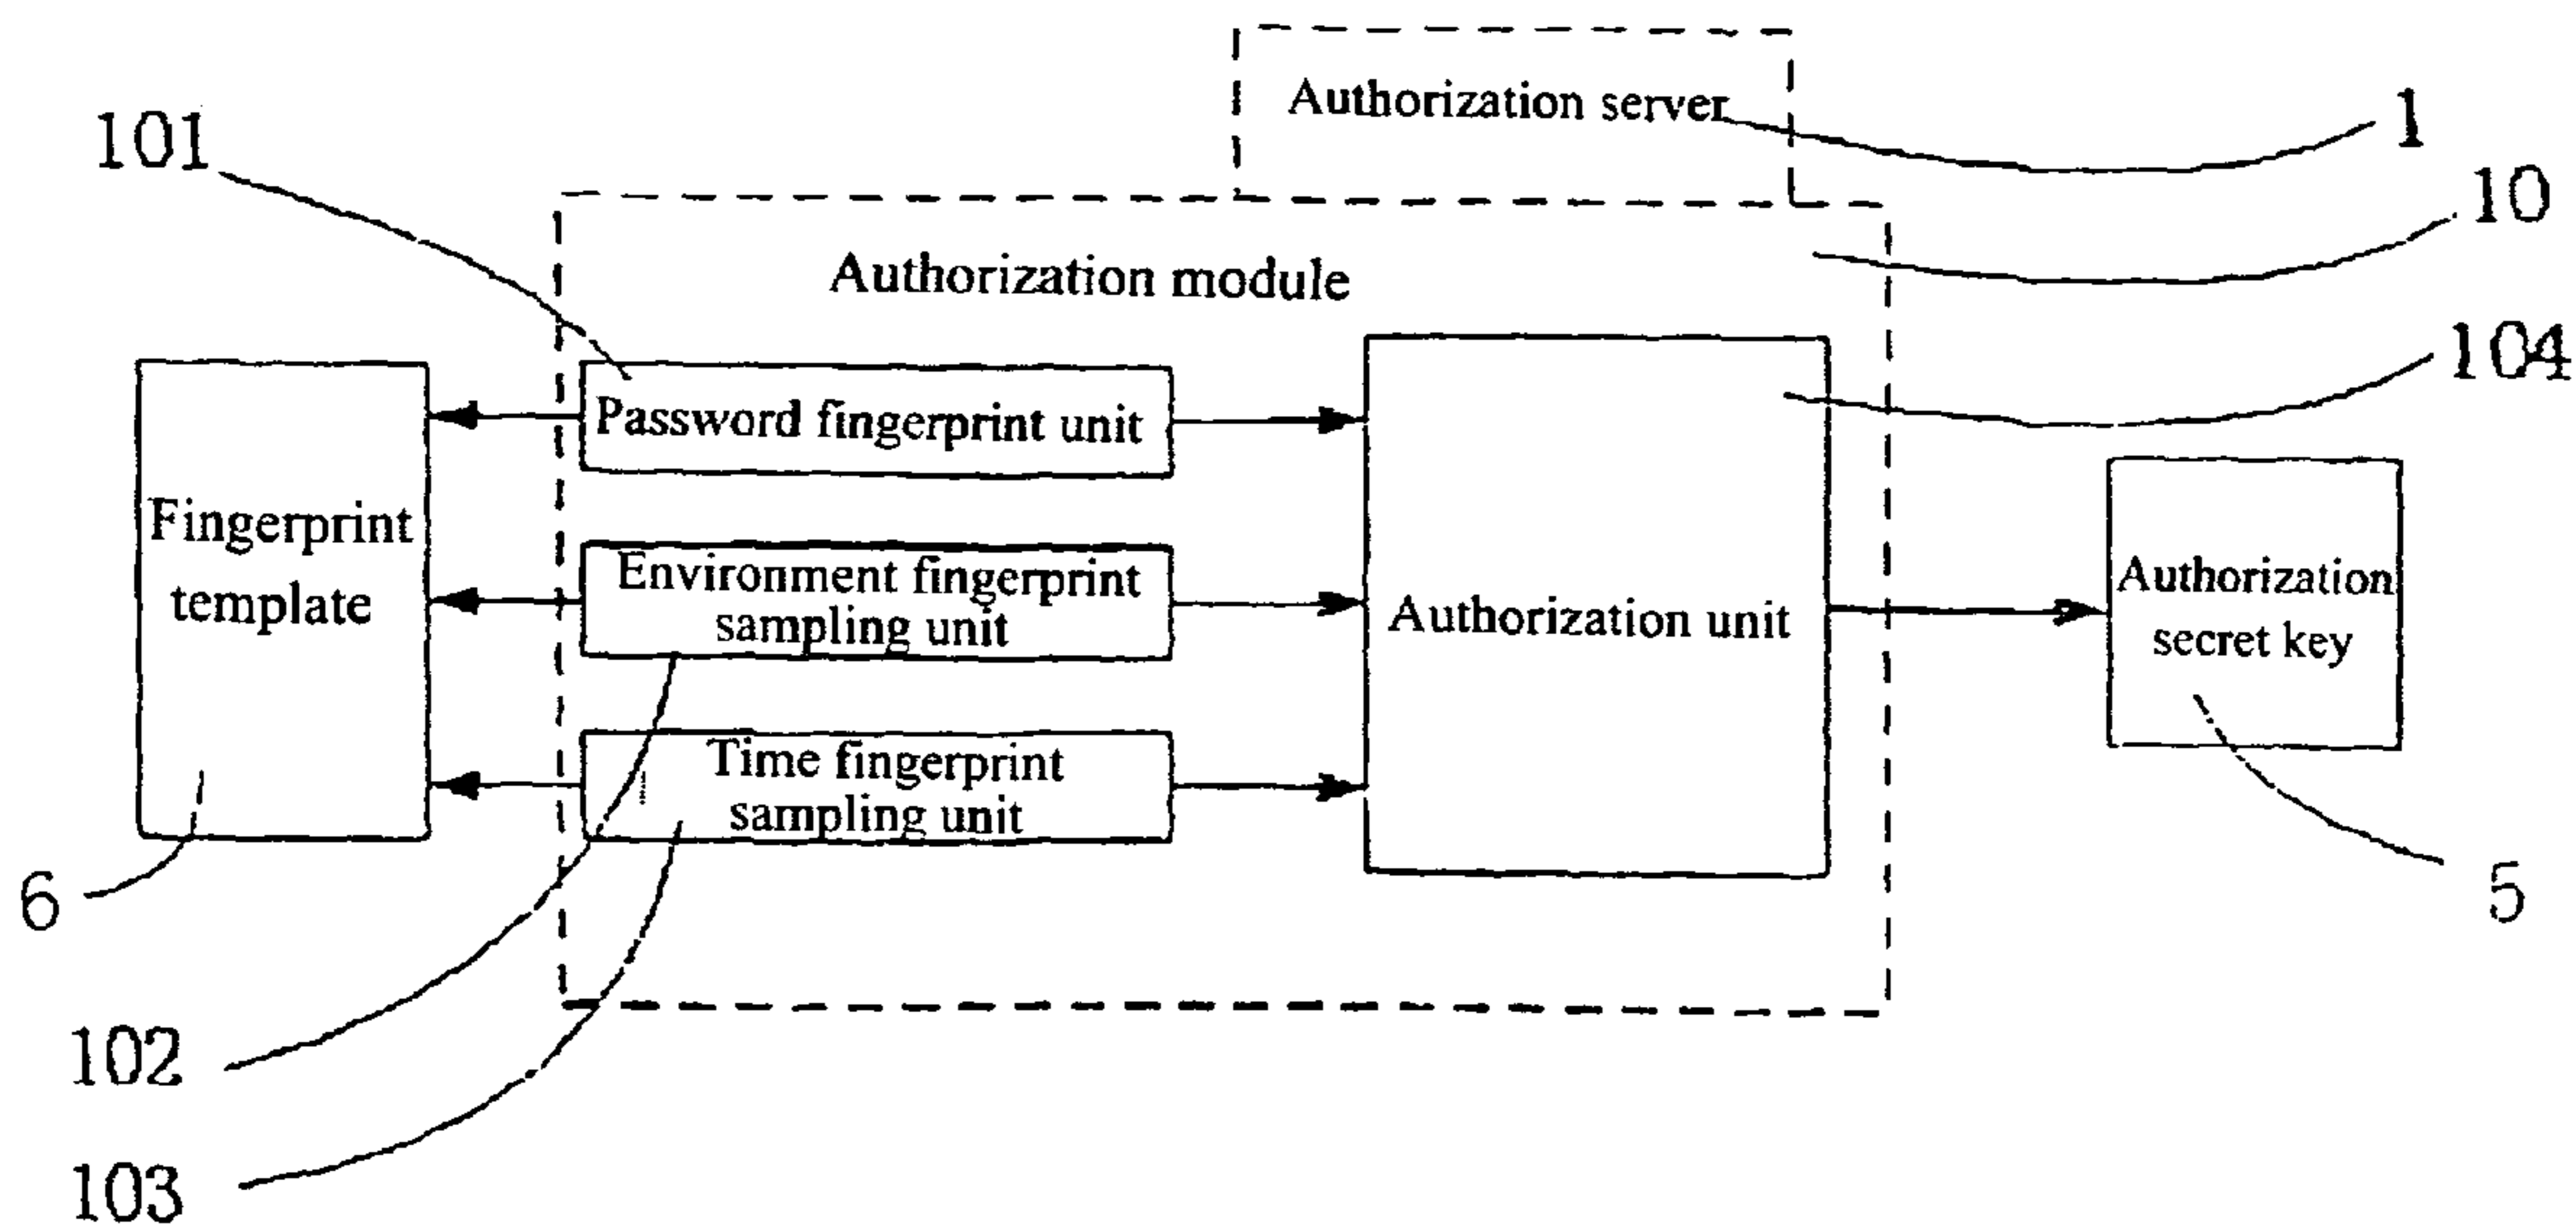 Authorization server
1
101
10
Authorization module
104
Password fingerprint unit
Fingerprint
template
Environment fingerprint
sampling unit
Authorization unit
Authorization
secret key
Time fingerprint
sampling unit
6
5
102
103